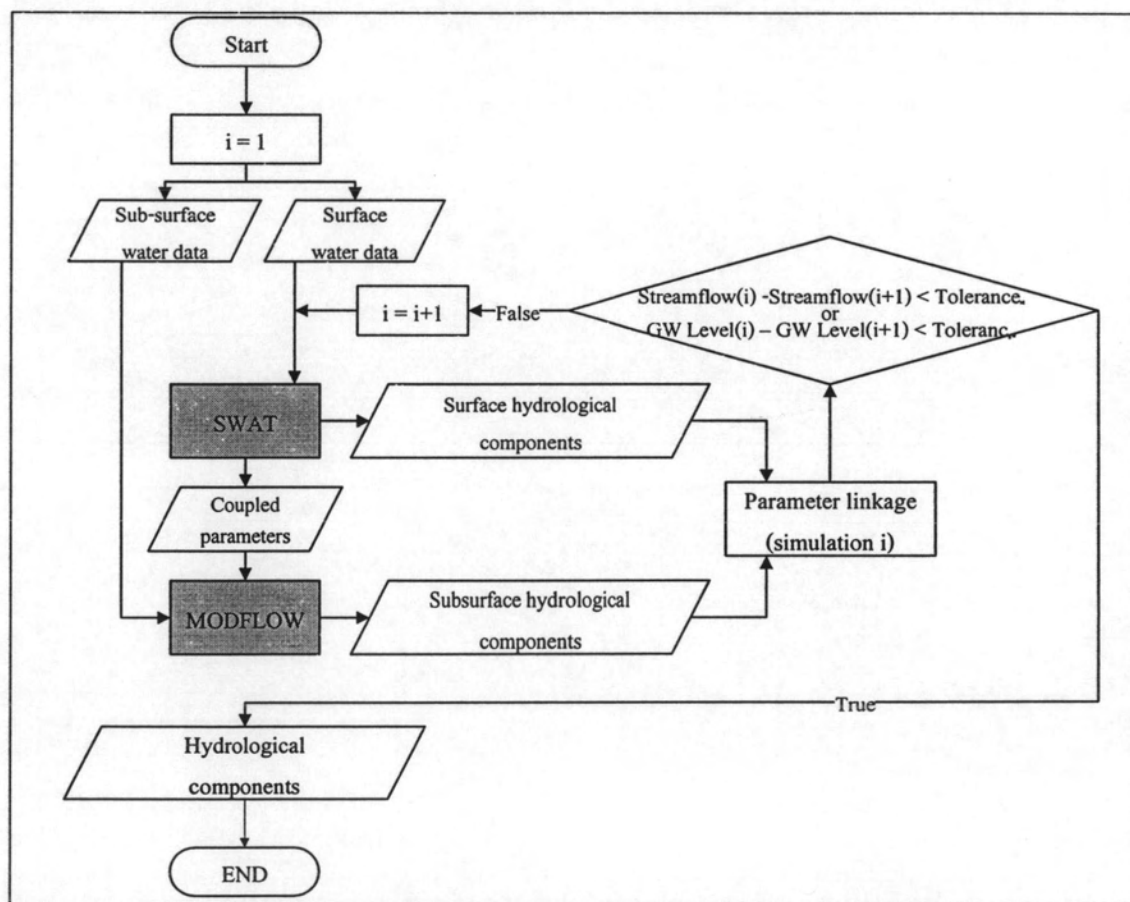 Start
i = 1
Sub-surface
water data
Surface
water data
Streamflow(i) -Streamflow(i+1) < Tolerance.
or
GW Level(i) – GW Level(i+1) < Toleranc..
i = i+1
False
SWAT
Surface hydrological
components
Coupled
parameters
Parameter linkage
(simulation i)
MODFLOW
Subsurface hydrological
components
True
Hydrological
components
END